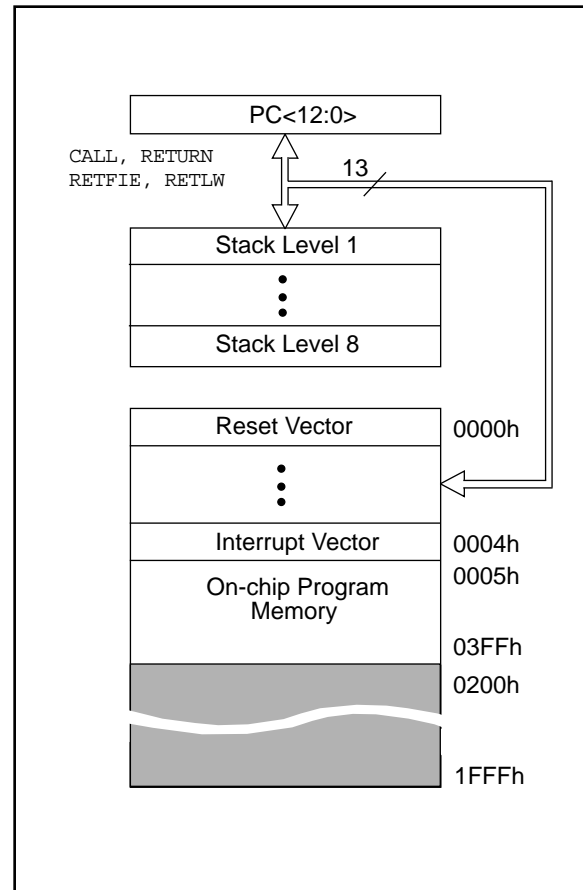 PC<12:0>
CALL, RETURN
RETFIE, RETLW
13
Stack Level 1
Stack Level 8
Reset Vector
0000h
Interrupt Vector
0004h
0005h
On-chip Program
Memory
03FFh
0200h
1FFFh